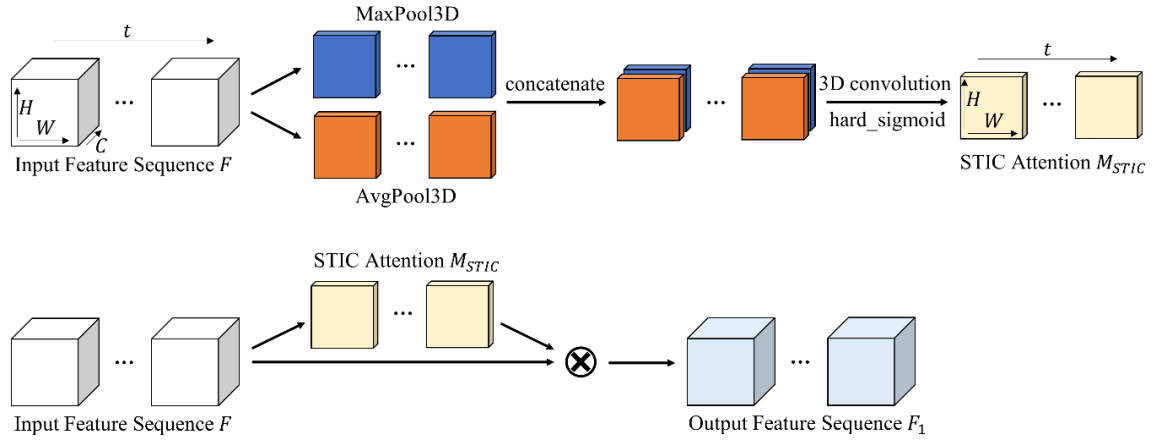 MaxPool3D
t
...
...
H
W
C
Input Feature Sequence F
AvgPool3D
...
concatenate
...
3D convolution
hard_sigmoid
t
H
W
...
STIC Attention M_STIC
STIC Attention M_STIC
...
...
Input Feature Sequence F
...
Output Feature Sequence F_1